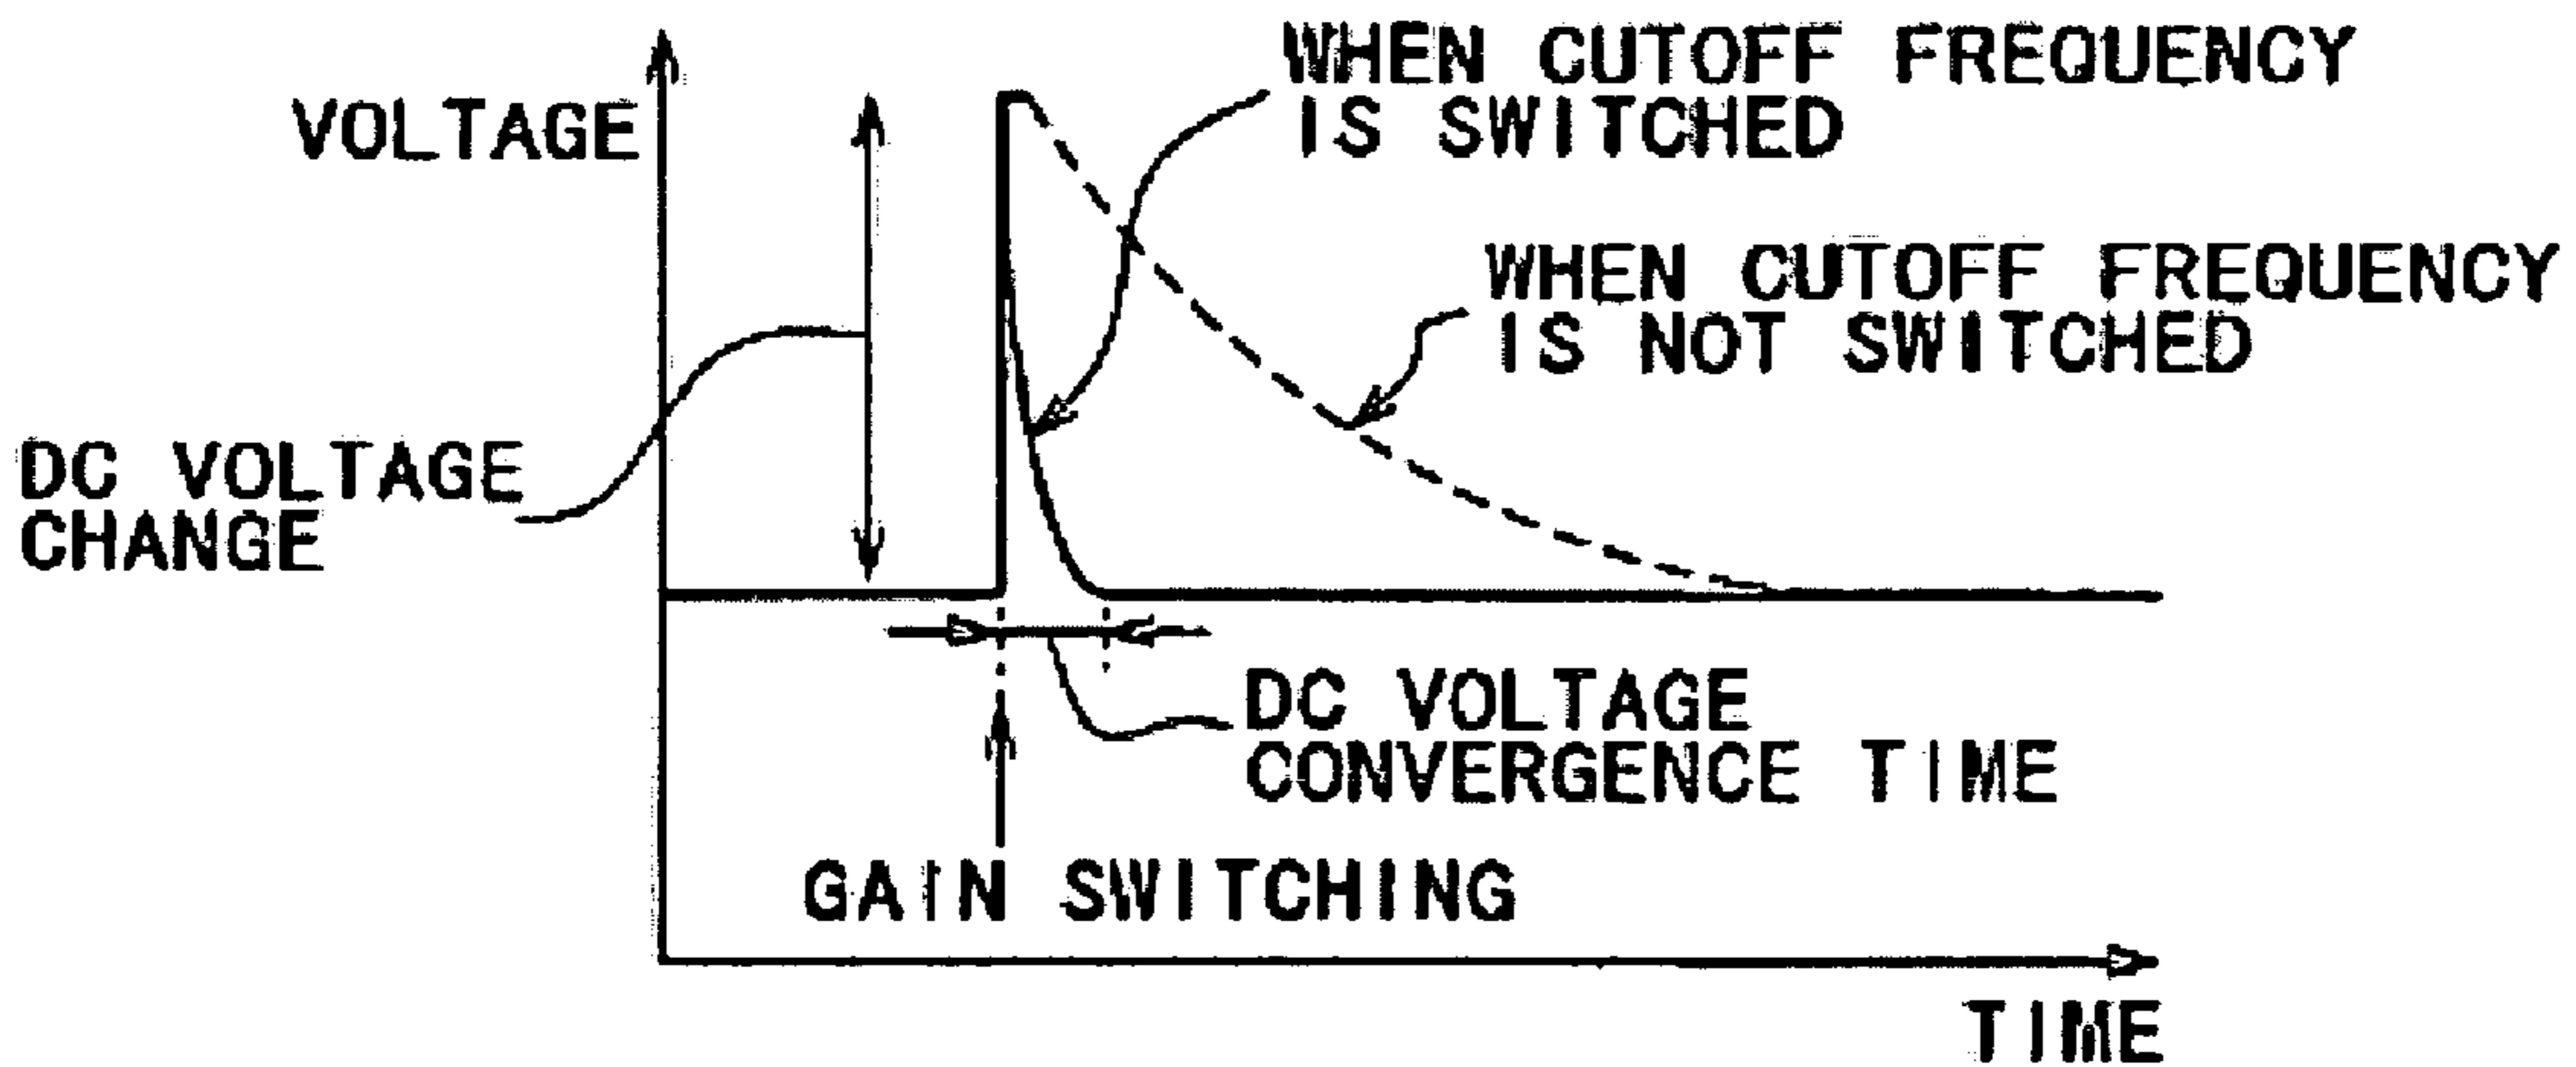 WHEN CUTOFF FREQUENCY
IS SWITCHED
VOLTAGE
WHEN CUTOFF FREQUENCY
IS NOT SWITCHED
DC VOLTAGE
CHANGE
DC VOLTAGE
CONVERGENCE TIME
GAIN SWITCHING
TIME